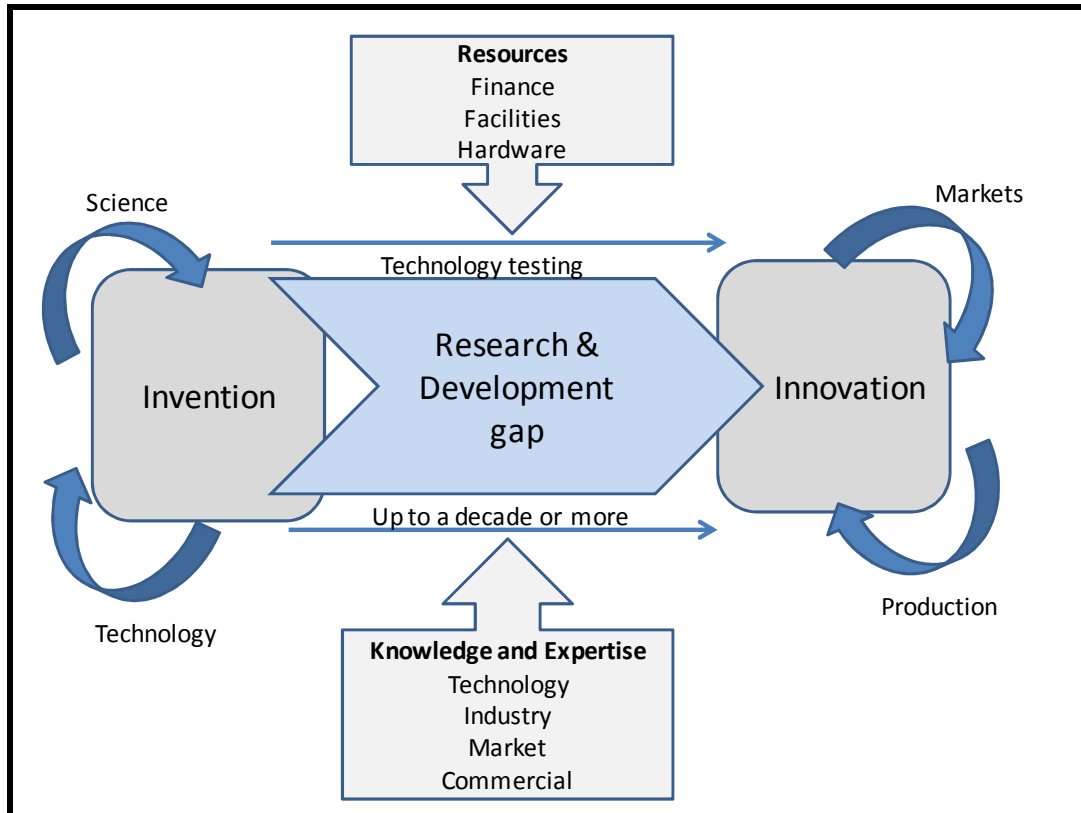 Resources
Finance
Facilities
Hardware
Science
Markets
Technology testing
Invention
Research &
Development
gap
Innovation
Up to a decade or more
Technology
Production
Knowledge and Expertise
Technology
Industry
Market
Commercial